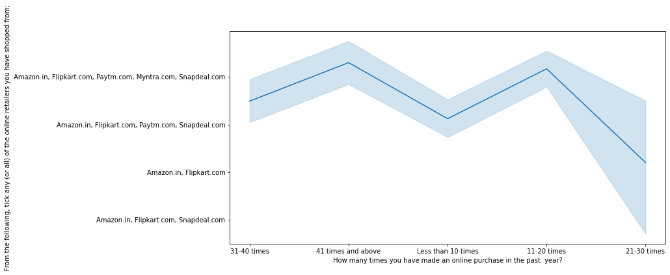 From the following, tick any (or all) of the online retailers you have shopped from;
Amazon.in, Flipkart.com, Paytm.com, Myntra.com, Snapdeal.com
Amazon.in, Flipkart.com, Paytm.com, Snapdeal.com
Amazon.in, Flipkart.com
Amazon.in, Flipkart.com, Snapdeal.com
31-40 times 41 times and above Less than 10 times 11-20 times 21-30 times
How many times you have made an online purchase in the past  year?